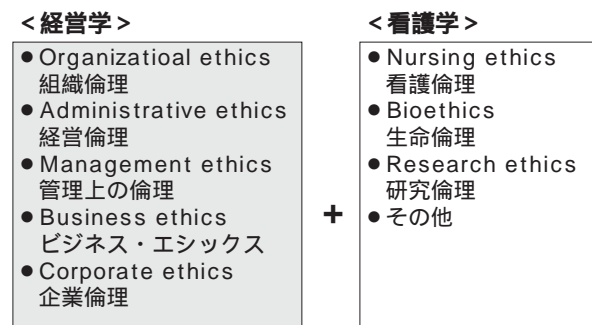 <経営学>
● Organizatioal ethics
組織倫理
● Administrative ethics
経営倫理
● Management ethics
管理上の倫理
● Business ethics
ビジネス・エシックス
● Corporate ethics
企業倫理
+
<看護学>
● Nursing ethics
看護倫理
● Bioethics
生命倫理
● Research ethics
研究倫理
● その他